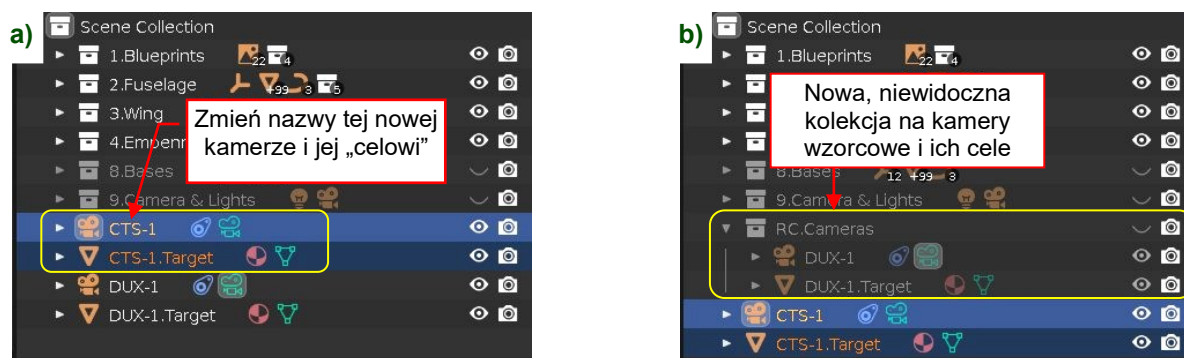 a)
Scene Collection
1.Blueprints 22 4
2.Fuselage +99 3 5
3.Wing
4.Empenn
8.Bases
9.Camera & Lights
CTS-1
CTS-1.Target
DUX-1
DUX-1.Target
Zmień nazwy tej nowej
kamerze i jej „celowi”
b)
Scene Collection
1.Blueprints 22 4
Nowa, niewidoczna
kolekcja na kamery
wzorcowe i ich cele
8.Bases 12 +99 3
9.Camera & Lights
RC.Cameras
DUX-1
DUX-1.Target
CTS-1
CTS-1.Target